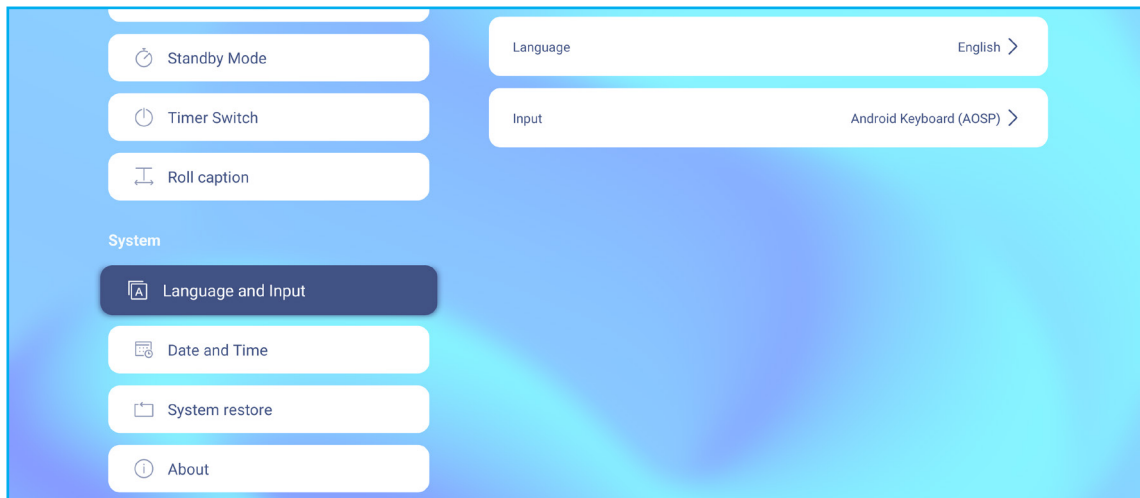 Standby Mode
Timer Switch
Roll caption
System
Language and Input
Date and Time
System restore
About
Language English
Input Android Keyboard (AOSP)